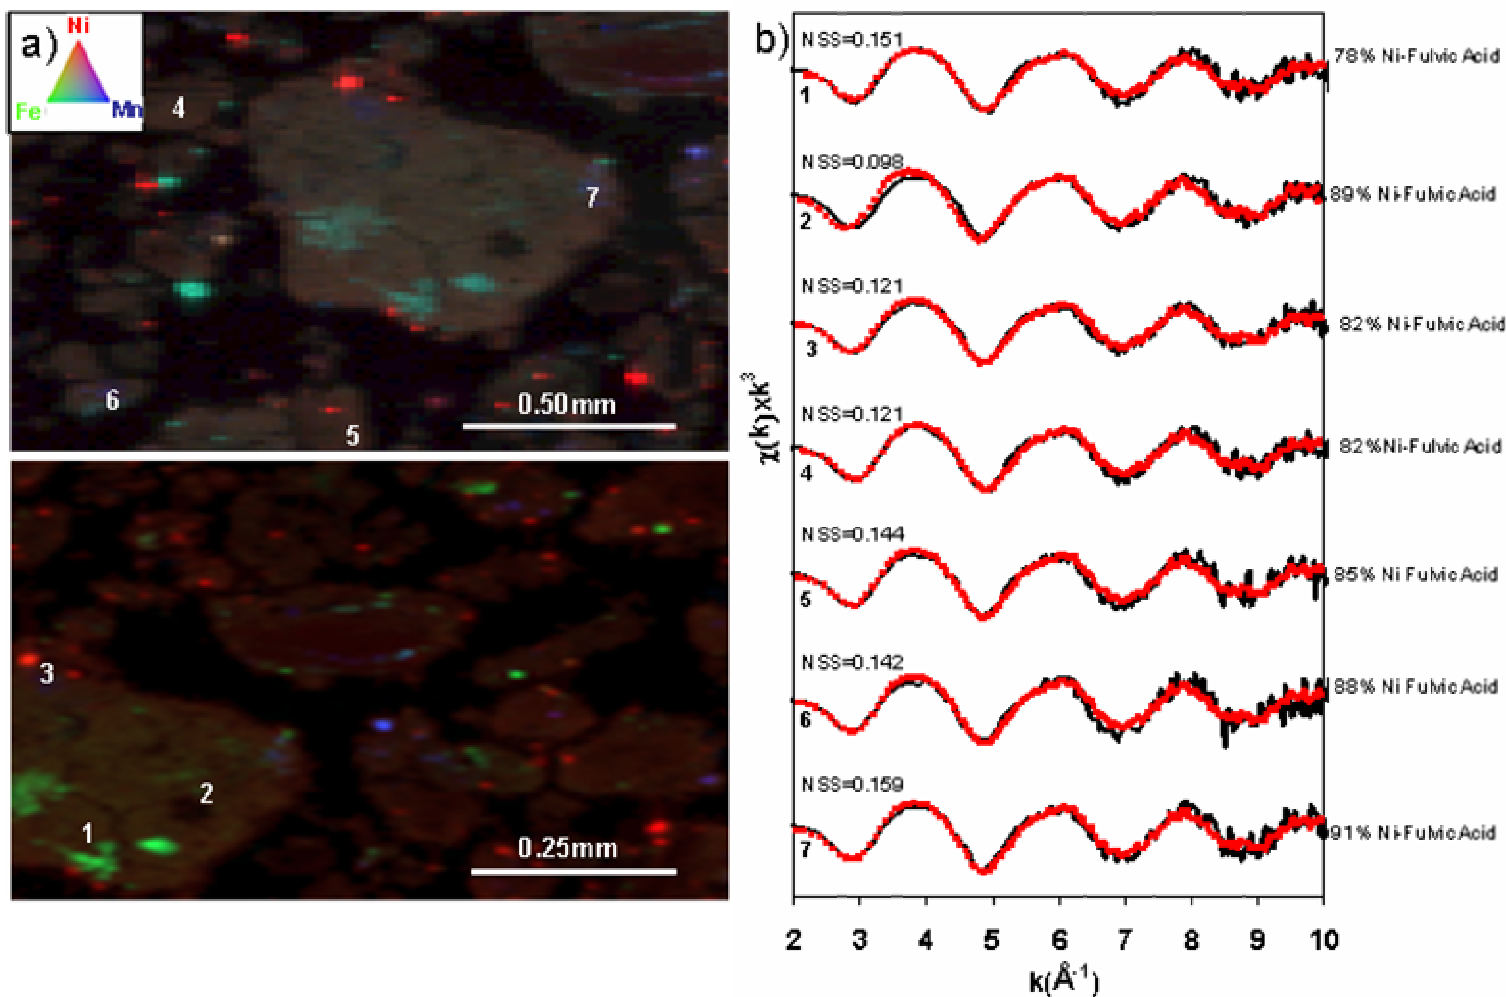 a)
Ni
Fe
Mn
4
7
6
5
0.50mm
3
2
1
0.25mm
b)
NSS=0.151
1
78% Ni-Fulvic Acid
NSS=0.098
2
89% Ni-Fulvic Acid
NSS=0.121
3
82% Ni-Fulvic Acid
NSS=0.121
4
82%Ni-Fulvic Acid
NSS=0.144
5
85% Ni Fulvic Acid
NSS=0.142
6
88% Ni Fulvic Acid
NSS=0.159
7
91% Ni-Fulvic Acid
χ(k)xk³
2 3 4 5 6 7 8 9 10
k(Å⁻¹)